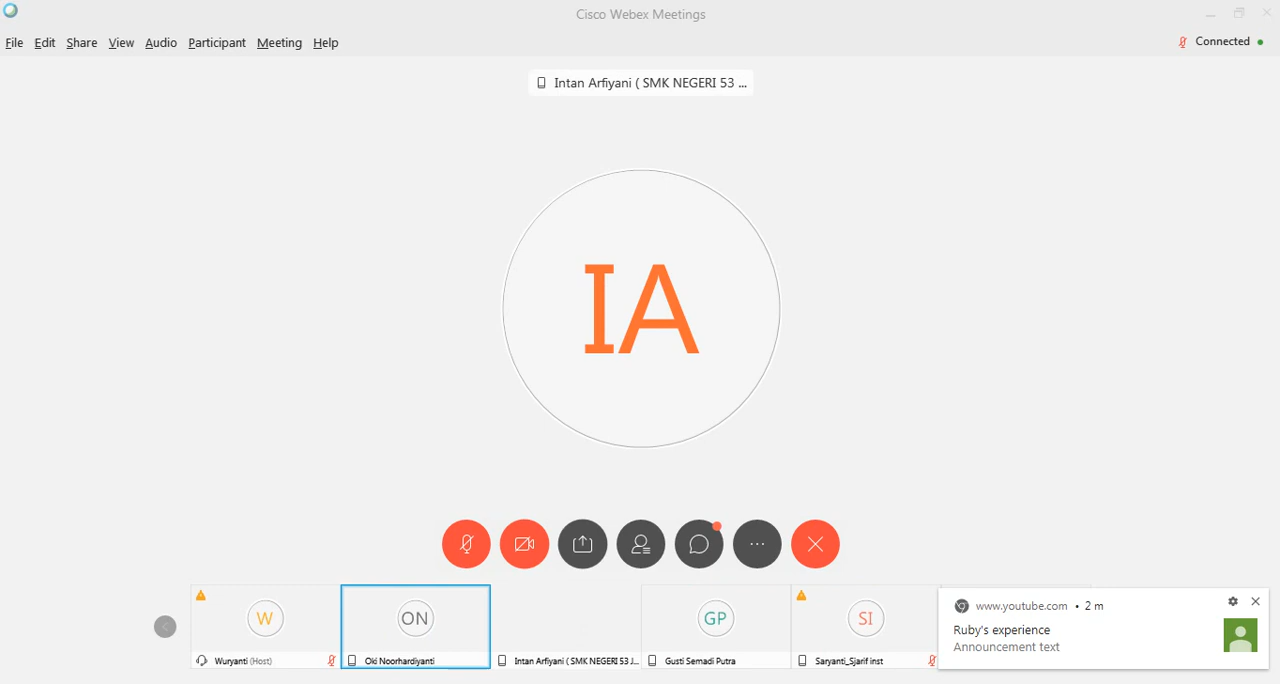 Cisco Webex Meetings
File Edit Share View Audio Participant Meeting Help
Connected
Intan Arfiyani ( SMK NEGERI 53 ...
IA
W
ON
GP
SI
Wuryanti (Host)
Oki Noorhardiyanti
Intan Arfiyani ( SMK NEGERI 53 J...
Gusti Semadi Putra
Saryanti_Sjarif inst
www.youtube.com • 2 m
Ruby's experience
Announcement text